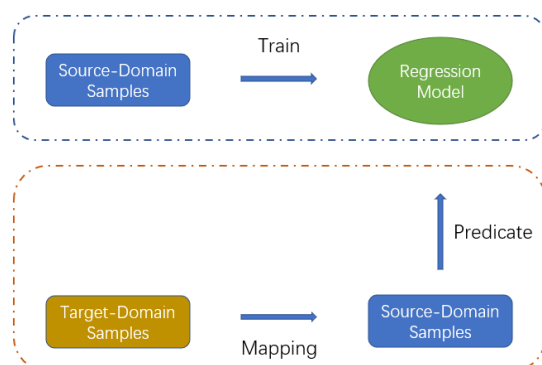 Train
Source-Domain
Samples
Regression
Model
Predicate
Target-Domain
Samples
Mapping
Source-Domain
Samples